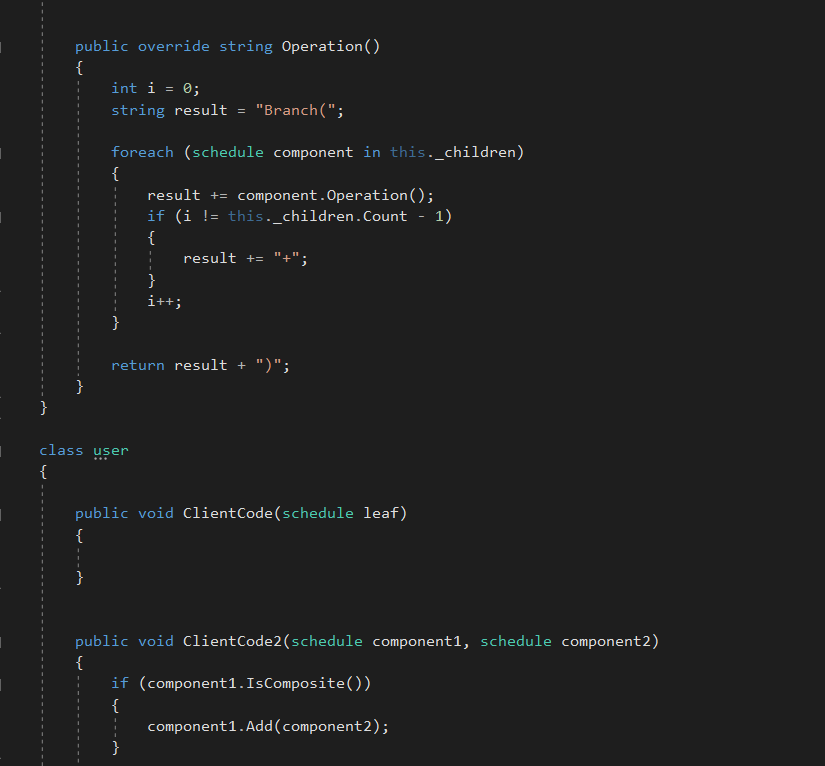 public override string Operation()
{
int i = 0;
string result = "Branch(";
foreach (schedule component in this._children)
{
result += component.Operation();
if (i != this._children.Count - 1)
{
result += "+";
}
i++;
}
return result + ")";
}
}
class user
{
public void ClientCode(schedule leaf)
{
}
public void ClientCode2(schedule component1, schedule component2)
{
if (component1.IsComposite())
{
component1.Add(component2);
}